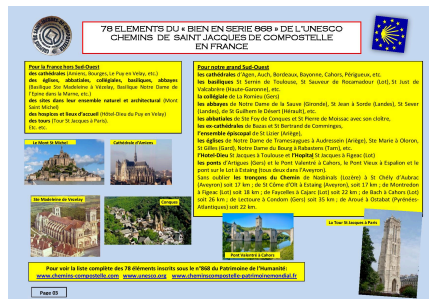 78 ELEMENTS DU « BIEN EN SERIE 868 » DE L'UNESCO
CHEMINS DE SAINT JACQUES DE COMPOSTELLE
EN FRANCE
Pour la France hors Sud-Ouest
des cathédrales (Amiens, Bourges, Le Puy en Velay, etc.)
des églises, abbatiales, collégiales, basiliques, abbayes
(Basilique Ste Madeleine de Vézelay, Basilique Notre Dame de
l'Epine dans la Marne, etc.)
des sites dans leur ensemble naturel et architectural (Mont
Saint Michel)
des hospices et lieux d'accueil (Hôtel-Dieu du Puy en Velay)
des tours (Tour St Jacques à Paris).
Etc. etc.
Pour notre grand Sud-Ouest
les cathédrales d'Agen, Auch, Bordeaux, Bayonne, Cahors, Périgueux, etc.
les basiliques St Sernin de Toulouse, St Sauveur de Rocamadour (Lot), St Just de
Valcabrère (Haute-Garonne), etc.
la collégiale de La Romieu (Gers)
les abbayes de Notre Dame de la Sauve (Gironde), St Jean à Sorde (Landes), St Sever
(Landes), de St Guilhem le Désert (Hérault), etc.
les abbatiales de Ste Foy de Conques et St Pierre de Moissac avec son cloître,
les ex-cathédrales de Bazas et St Bertrand de Comminges,
l'ensemble épiscopal de St Lizier (Ariège),
les églises de Notre Dame de Tramesaygues à Audressein (Ariège), Ste Marie à Oloron,
St Gilles (Gard), Notre Dame du Bourg à Rabastens (Tarn), etc.
l'Hotel-Dieu St Jacques à Toulouse et l'Hôpital St Jacques à Figeac (Lot)
les ponts d'Artigues (Gers) et le Pont Valentré à Cahors, le Pont Vieux à Espalion et le
pont sur le Lot à Estaing (tous deux dans l'Aveyron).
Sans oublier les tronçons du Chemin de Nasbinals (Lozère) à St Chély d'Aubrac
(Aveyron) soit 17 km ; de St Côme d'Olt à Estaing (Aveyron), soit 17 km ; de Montredon
à Figeac (Lot) soit 18 km ; de Faycelles à Cajarc (Lot) soit 22 km ; de Bach à Cahors (Lot)
soit 26 km ; de Lectoure à Condom (Gers) soit 35 km ; de Aroue à Ostabat (Pyrénées-
Atlantiques) soit 22 km.
Le Mont St Michel
Cathédrale d'Amiens
Ste Madeleine de Vezelay
Conques
Pont Valentré à Cahors
La Tour St Jacques à Paris
Pour voir la liste complète des 78 éléments inscrits sous le n°868 du Patrimoine de l'Humanité:
www.chemins-compostelle.com www.unesco.org www.cheminscompostelle-patrimoinemondial.fr
Page 03